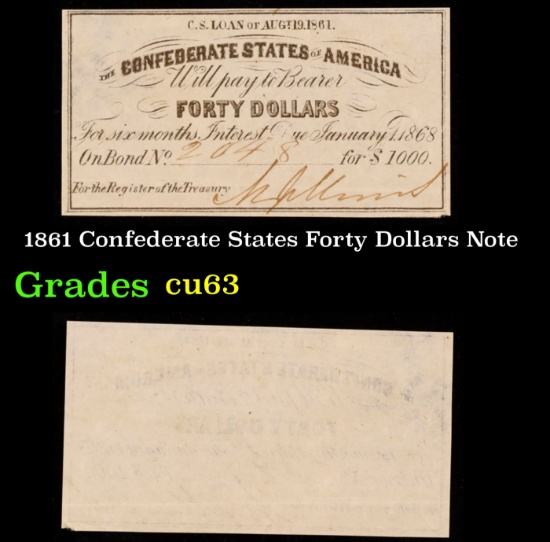 C.S. LOAN OF AUGT 19. 1861.
THE CONFEDERATE STATES OF AMERICA
Will pay to Bearer
FORTY DOLLARS
For six months, Interest Due January 1. 1868
On Bond No. 2048 for $1000.
For the Register of the Treasury
1861 Confederate States Forty Dollars Note
Grades cu63